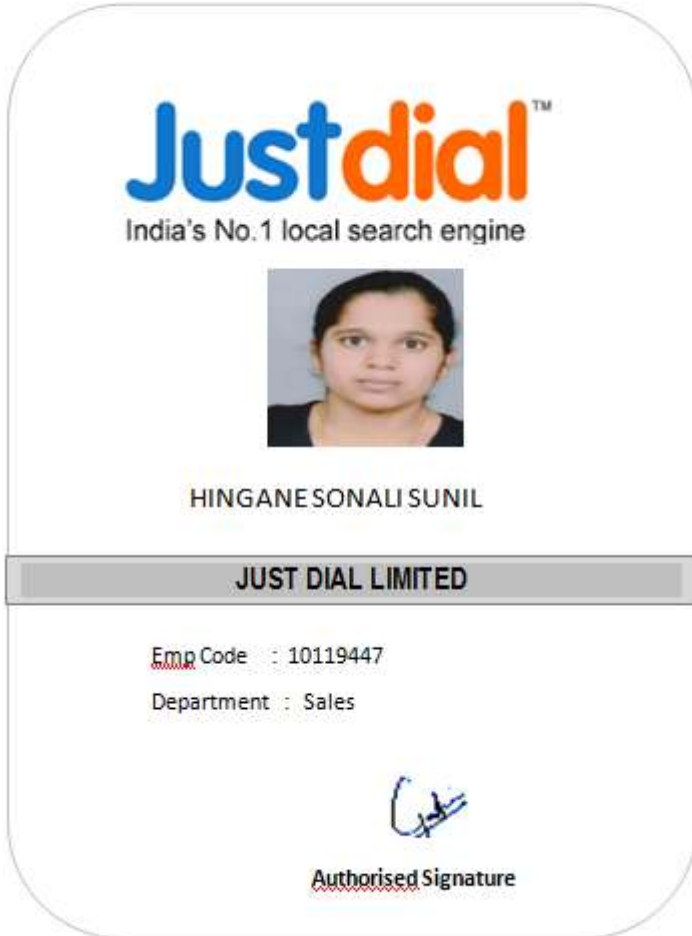 Justdial™
India's No.1 local search engine
HINGANE SONALI SUNIL
JUST DIAL LIMITED
Emp Code : 10119447
Department : Sales
Authorised Signature